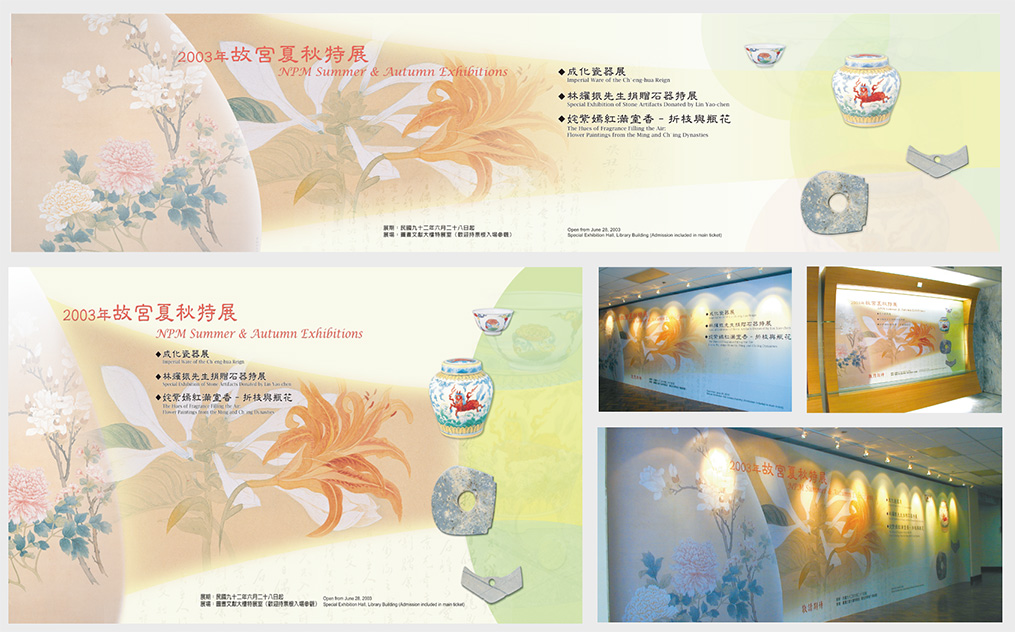 2003年故宮夏秋特展
NPM Summer & Autumn Exhibitions
◆成化瓷器展
Imperial Ware of the Ch'eng-hua Reign
◆林耀振先生捐贈石器特展
Special Exhibition of Stone Artifacts Donated by Lin Yao-chen
◆妊紫嫣紅滿室香-折枝與瓶花
The Hues of Fragrance Filling the Air:
Flower Paintings from the Ming and Ch'ing Dynasties
展期：民國九十二年六月二十八日起
展場：圖書文獻大樓特展室（歡迎持票根入場參觀）
Open from June 28, 2003
Special Exhibition Hall, Library Building (Admission included in main ticket)
2003年故宮夏秋特展
NPM Summer & Autumn Exhibitions
◆成化瓷器展
Imperial Ware of the Ch'eng-hua Reign
◆林耀振先生捐贈石器特展
Special Exhibition of Stone Artifacts Donated by Lin Yao-chen
◆妊紫嫣紅滿室香-折枝與瓶花
The Hues of Fragrance Filling the Air:
Flower Paintings from the Ming and Ch'ing Dynasties
展期：民國九十二年六月二十八日起
展場：圖書文獻大樓特展室（歡迎持票根入場參觀）
Open from June 28, 2003
Special Exhibition Hall, Library Building (Admission included in main ticket)
2003年故宮夏秋特展
敬請期待